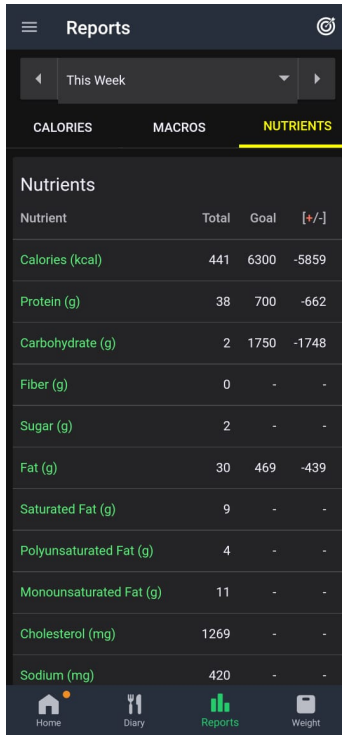 Reports
This Week
CALORIES MACROS NUTRIENTS
Nutrients
Nutrient Total Goal [+/-]
Calories (kcal) 441 6300 -5859
Protein (g) 38 700 -662
Carbohydrate (g) 2 1750 -1748
Fiber (g) 0 - -
Sugar (g) 2 - -
Fat (g) 30 469 -439
Saturated Fat (g) 9 - -
Polyunsaturated Fat (g) 4 - -
Monounsaturated Fat (g) 11 - -
Cholesterol (mg) 1269 - -
Sodium (mg) 420 - -
Home Diary Reports Weight